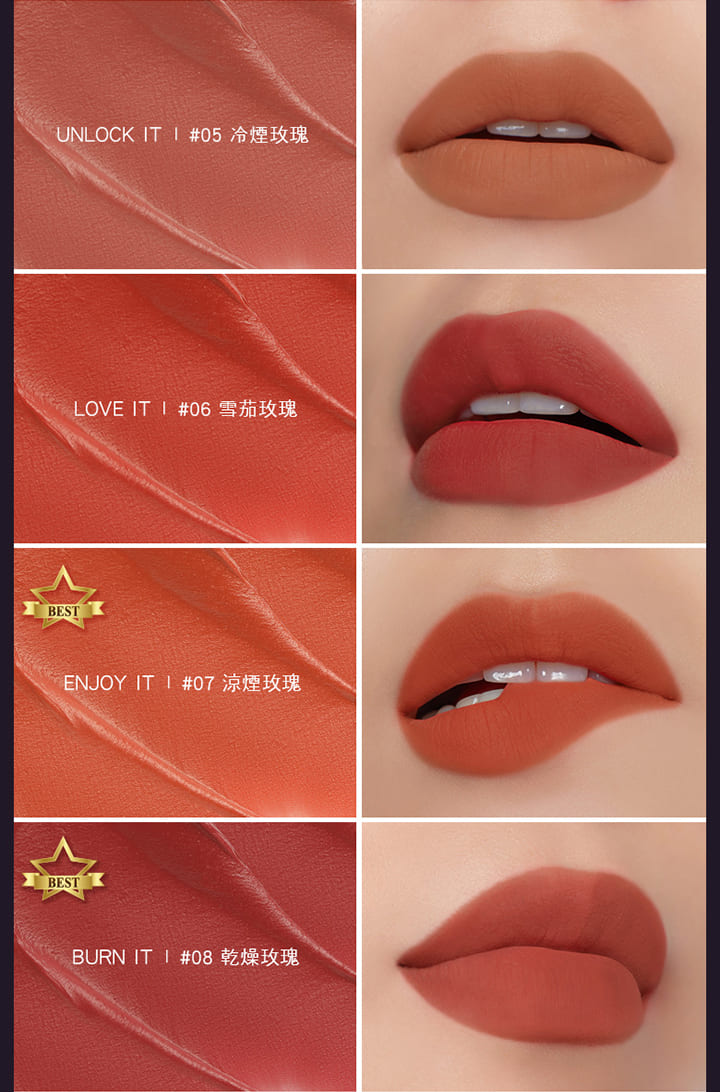 UNLOCK IT | #05 冷煙玫瑰
LOVE IT | #06 雪茄玫瑰
BEST
ENJOY IT | #07 涼煙玫瑰
BEST
BURN IT | #08 乾燥玫瑰